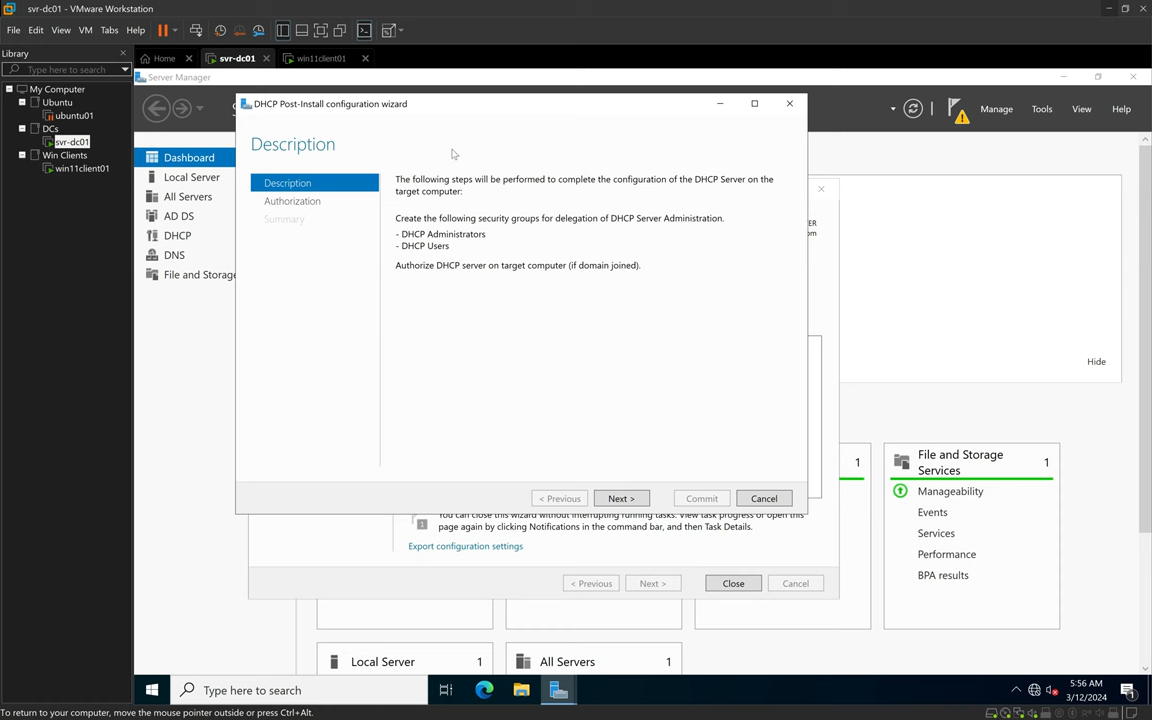 svr-dc01 - VMware Workstation
File Edit View VM Tabs Help
Library
Type here to search
My Computer
Ubuntu
ubuntu01
DCs
svr-dc01
Win Clients
win11client01
Home svr-dc01 win11client01
Server Manager
Manage Tools View Help
Dashboard
Local Server
All Servers
AD DS
DHCP
DNS
File and Storage
DHCP Post-Install configuration wizard
Description
Description
Authorization
Summary
The following steps will be performed to complete the configuration of the DHCP Server on the
target computer:
Create the following security groups for delegation of DHCP Server Administration.
- DHCP Administrators
- DHCP Users
Authorize DHCP server on target computer (if domain joined).
< Previous Next > Commit Cancel
ER
om
Hide
1
You can close this wizard without interrupting running tasks. View task progress or open this
page again by clicking Notifications in the command bar, and then Task Details.
Export configuration settings
< Previous Next > Close Cancel
1
File and Storage
Services 1
Manageability
Events
Services
Performance
BPA results
Local Server 1
All Servers 1
Type here to search
5:56 AM
3/12/2024
1
To return to your computer, move the mouse pointer outside or press Ctrl+Alt.